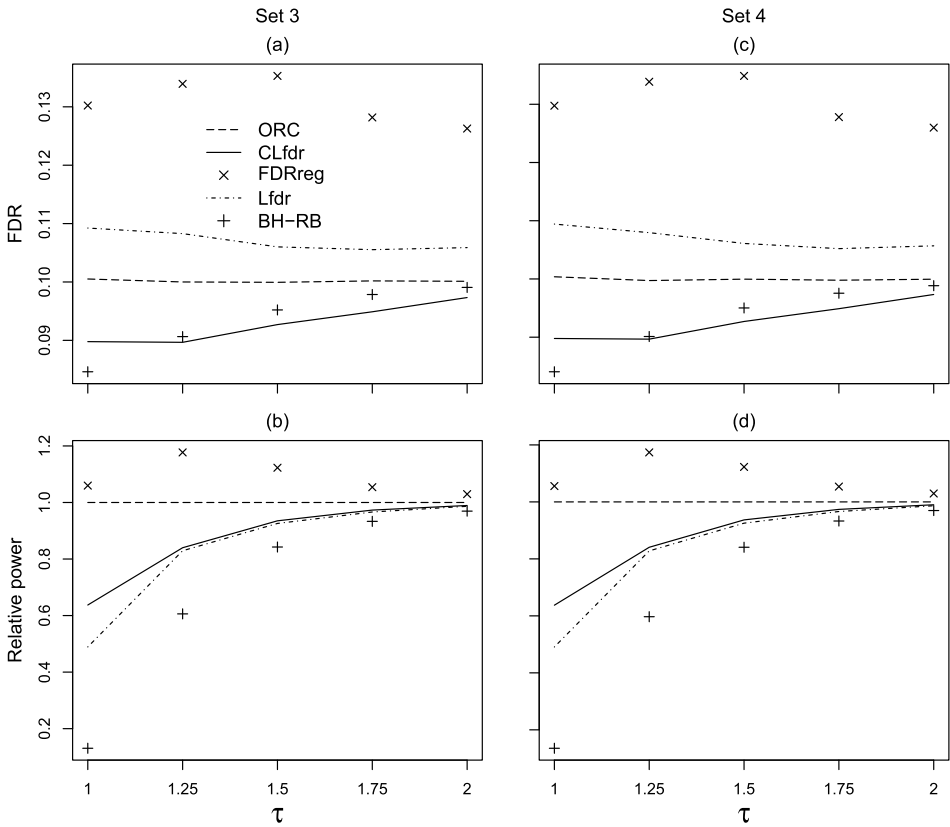 Set 3
Set 4
(a)
(c)
FDR
0.13
0.12
0.11
0.10
0.09
ORC
CLfdr
FDRreg
Lfdr
BH−RB
(b)
(d)
Relative power
1.2
1.0
0.8
0.6
0.4
0.2
1 1.25 1.5 1.75 2
1 1.25 1.5 1.75 2
τ
τ